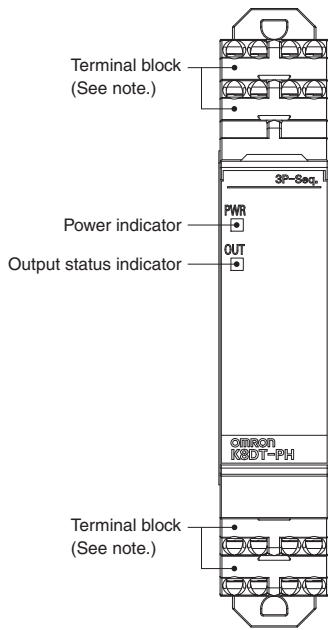 Terminal block
(See note.)
3P-Seq.
PWR
Power indicator
OUT
Output status indicator
OMRON
K8DT-PH
Terminal block
(See note.)